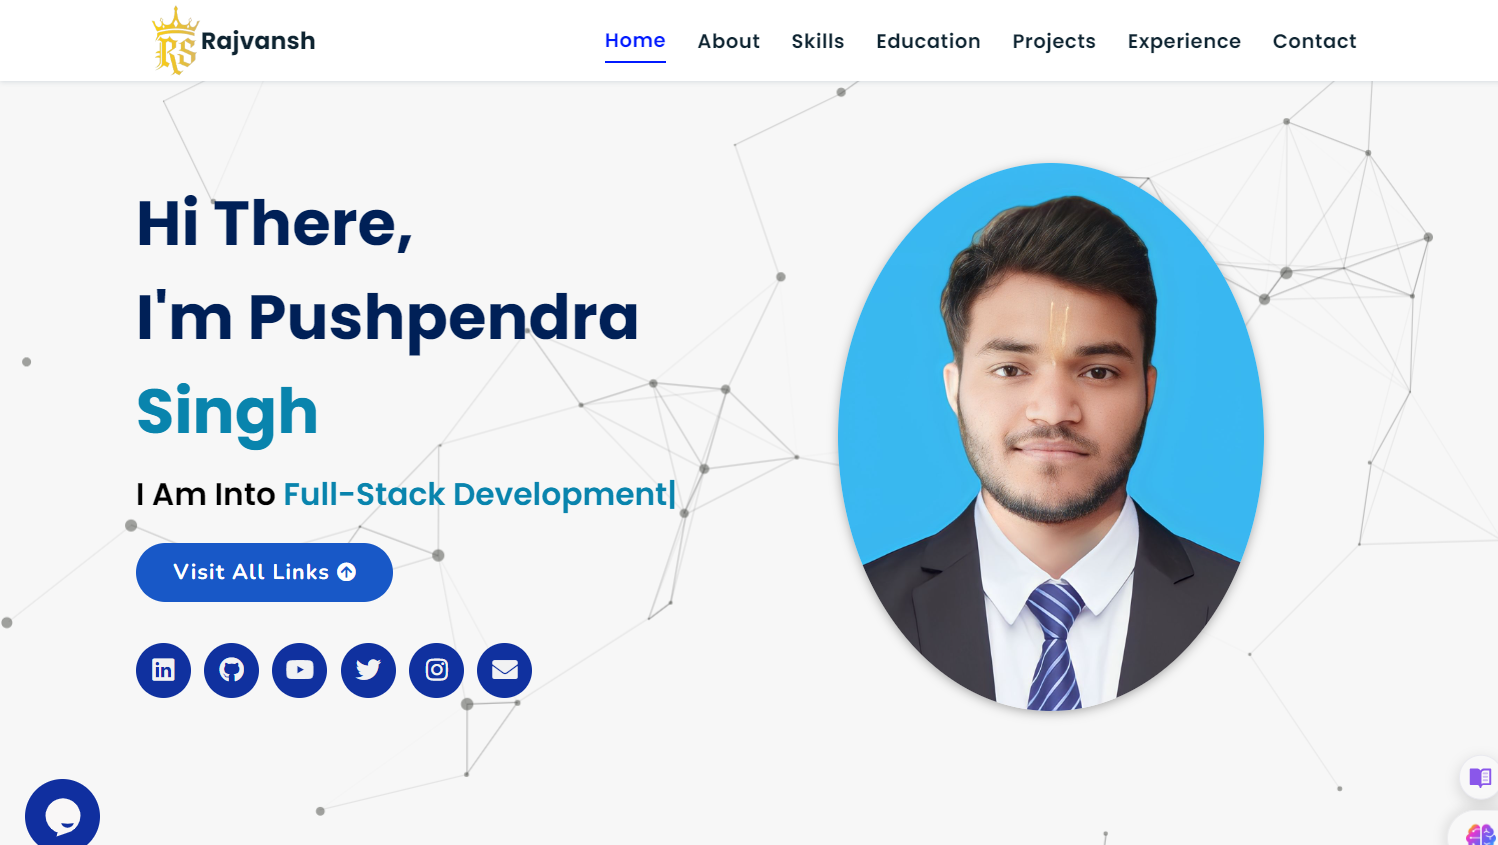 RS Rajvansh
Home About Skills Education Projects Experience Contact
Hi There,
I'm Pushpendra
Singh
I Am Into Full-Stack Development|
Visit All Links
in